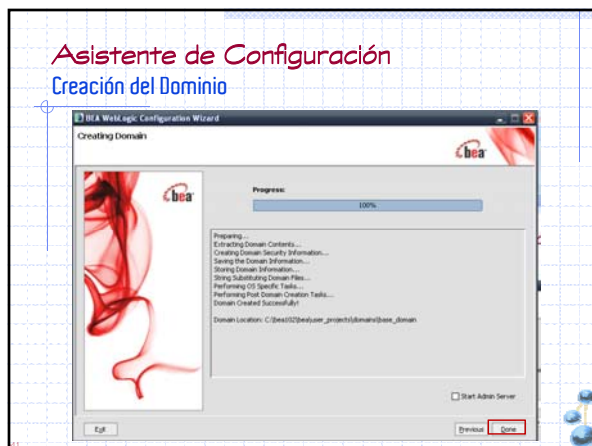 Asistente de Configuración
Creación del Dominio
BEA WebLogic Configuration Wizard
Creating Domain
bea
bea
Progress:
100%
Preparing...
Extracting Domain Contents...
Creating Domain Security Information...
Saving the Domain Information...
Storing Domain Information...
String Substituting Domain Files...
Performing OS Specific Tasks...
Performing Post Domain Creation Tasks...
Domain Created Successfully!
Domain Location: C:\bea102\bea\user_projects\domains\base_domain
Start Admin Server
Exit
Previous
Done